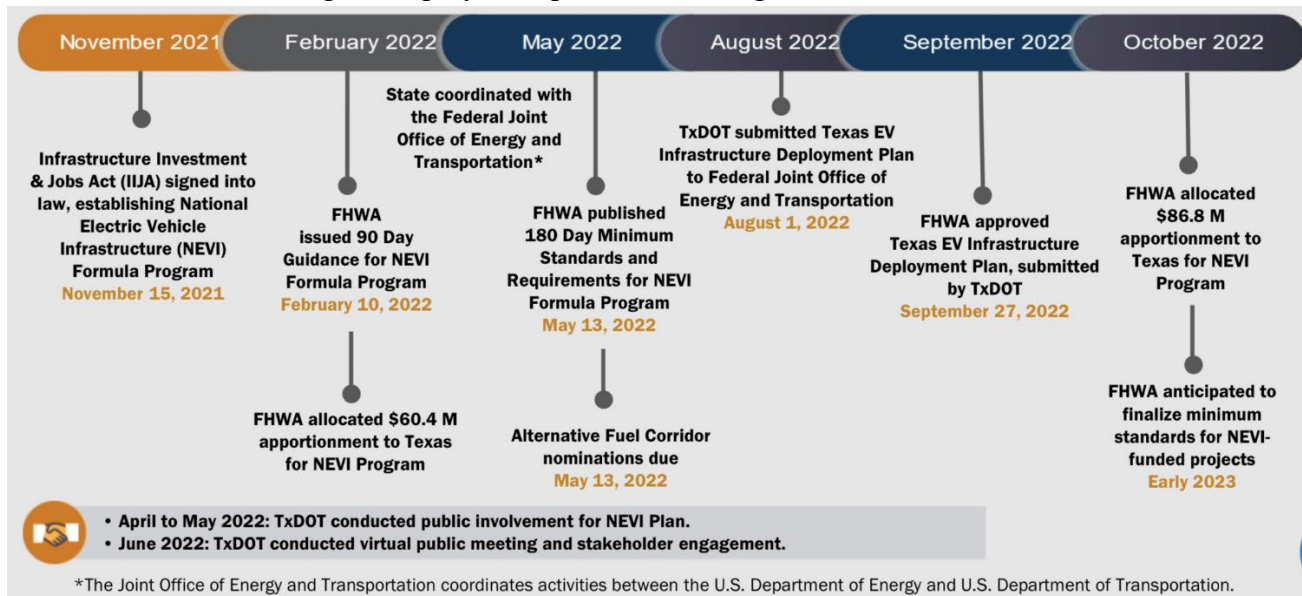 November 2021
February 2022
May 2022
August 2022
September 2022
October 2022
Infrastructure Investment
& Jobs Act (IIJA) signed into
law, establishing National
Electric Vehicle
Infrastructure (NEVI)
Formula Program
November 15, 2021
FHWA
issued 90 Day
Guidance for NEVI
Formula Program
February 10, 2022
FHWA allocated $60.4 M
apportionment to Texas
for NEVI Program
State coordinated with
the Federal Joint
Office of Energy and
Transportation*
FHWA published
180 Day Minimum
Standards and
Requirements for NEVI
Formula Program
May 13, 2022
Alternative Fuel Corridor
nominations due
May 13, 2022
TxDOT submitted Texas EV
Infrastructure Deployment Plan
to Federal Joint Office of
Energy and Transportation
August 1, 2022
FHWA approved
Texas EV Infrastructure
Deployment Plan, submitted
by TxDOT
September 27, 2022
FHWA allocated
$86.8 M
apportionment to
Texas for NEVI
Program
FHWA anticipated to
finalize minimum
standards for NEVI-
funded projects
Early 2023
• April to May 2022: TxDOT conducted public involvement for NEVI Plan.
• June 2022: TxDOT conducted virtual public meeting and stakeholder engagement.
*The Joint Office of Energy and Transportation coordinates activities between the U.S. Department of Energy and U.S. Department of Transportation.